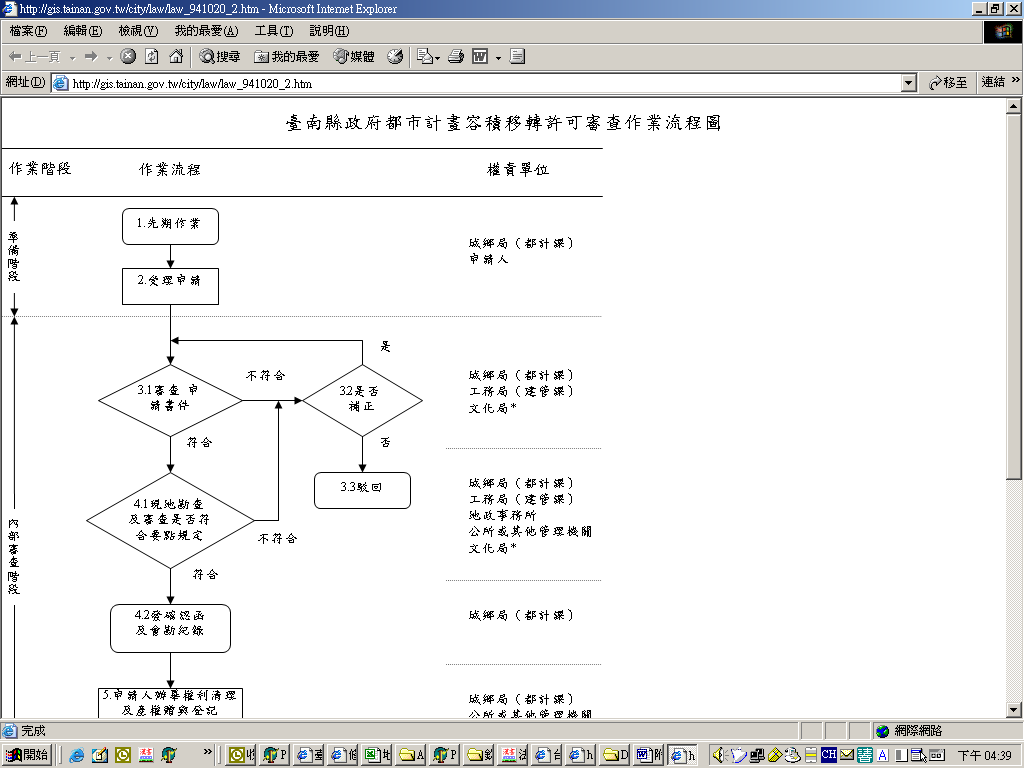 http://gis.tainan.gov.tw/city/law/law_941020_2.htm - Microsoft Internet Explorer
檔案(F) 編輯(E) 檢視(V) 我的最愛(A) 工具(T) 說明(H)
上一頁 搜尋 我的最愛 媒體
網址(D) http://gis.tainan.gov.tw/city/law/law_941020_2.htm 移至 連結 »
臺南縣政府都市計畫容積移轉許可審查作業流程圖
作業階段 作業流程 權責單位
準備階段
1.先期作業
2.受理申請
城鄉局（都計課）
申請人
內部審查階段
是
不符合
3.1審查 申
請書件
3.2是否
補正
城鄉局（都計課）
工務局（建管課）
文化局*
符合
否
3.3駁回
4.1現地勘查
及審查是否符
合要點規定
不符合
城鄉局（都計課）
工務局（建管課）
地政事務所
公所或其他管理機關
文化局*
符合
4.2發確認函
及會勘紀錄
城鄉局（都計課）
5.申請人辦畢權利清理
及產權贈與登記
城鄉局（都計課）
公所或其他管理機關
完成 網際網路
開始 » P P A P D CH A 下午 04:39